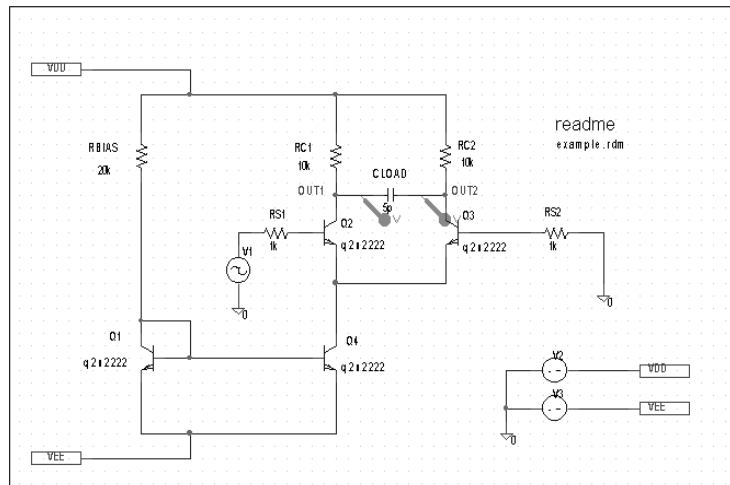 VDD
RBIAS
20k
RC1
10k
RC2
10k
readme
example.rdm
CLOAD
5p
OUT1
OUT2
V
V
RS1
1k
Q2
q2n2222
Q3
q2n2222
RS2
1k
V1
0
0
Q1
q2n2222
Q4
q2n2222
V2
VDD
V3
VEE
0
VEE